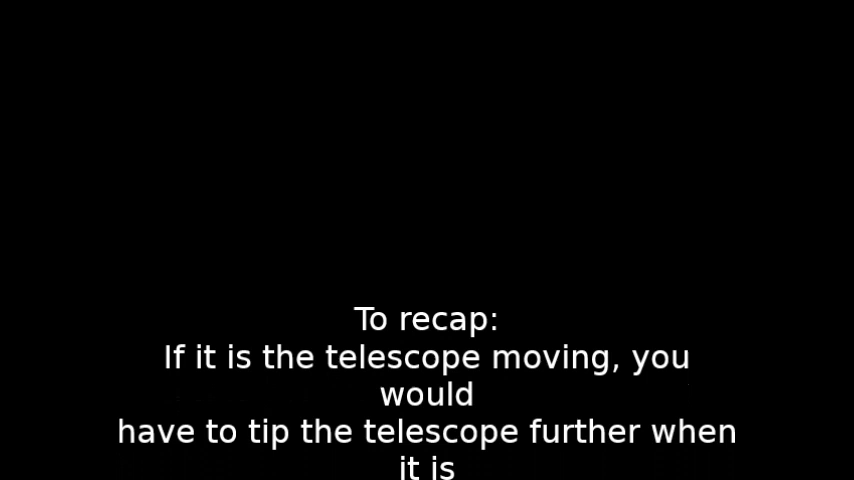 To recap:
If it is the telescope moving, you
would
have to tip the telescope further when
it is